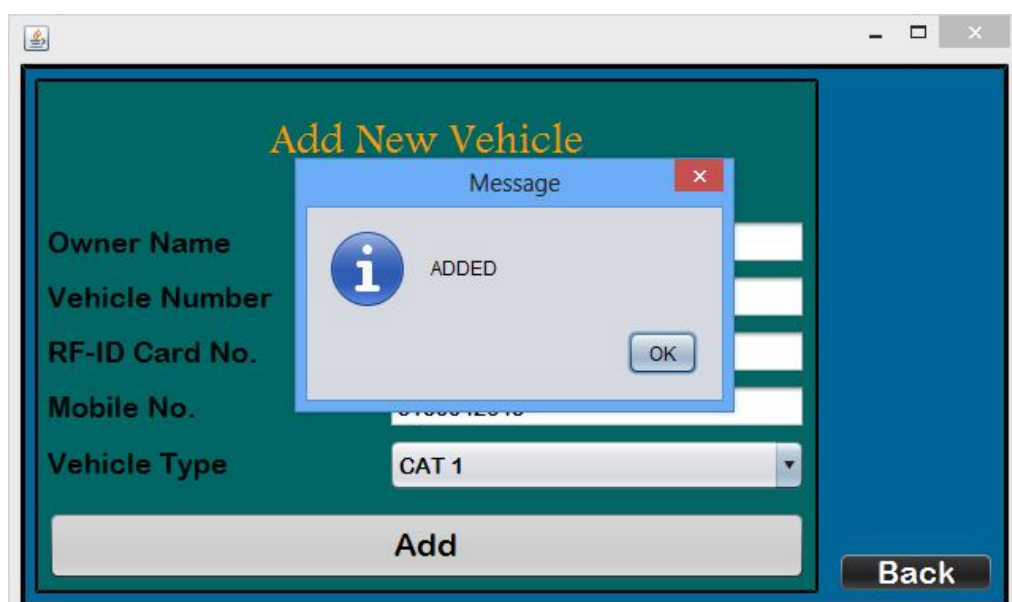 Add New Vehicle
Message
Owner Name
ADDED
Vehicle Number
RF-ID Card No.
OK
Mobile No.
Vehicle Type
CAT 1
Add
Back